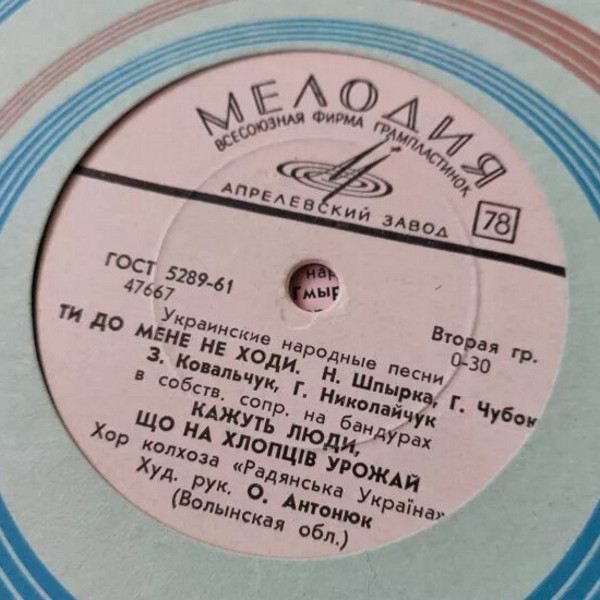 МЕЛОДИЯ
ВСЕСОЮЗНАЯ ФИРМА ГРАМПЛАСТИНОК
АПРЕЛЕВСКИЙ ЗАВОД
78
ГОСТ 5289-61
47667
Вторая гр.
0-30
Украинские народные песни
ТИ ДО МЕНЕ НЕ ХОДИ. Н. Шпырка, Г. Чубон
З. Ковальчук, Г. Николайчук
в собств. сопр. на бандурах
КАЖУТЬ ЛЮДИ,
ЩО НА ХЛОПЦІВ УРОЖАЙ
Хор колхоза «Радянська Україна»
Худ. рук. О. Антонюк
(Волынская обл.)